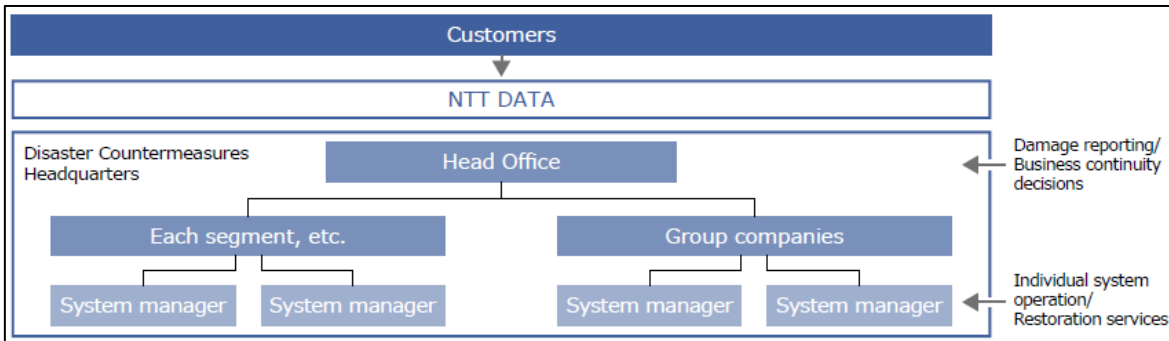 Customers
NTT DATA
Disaster Countermeasures
Headquarters
Head Office
Damage reporting/
Business continuity
decisions
Each segment, etc.
Group companies
System manager
System manager
System manager
System manager
Individual system
operation/
Restoration services